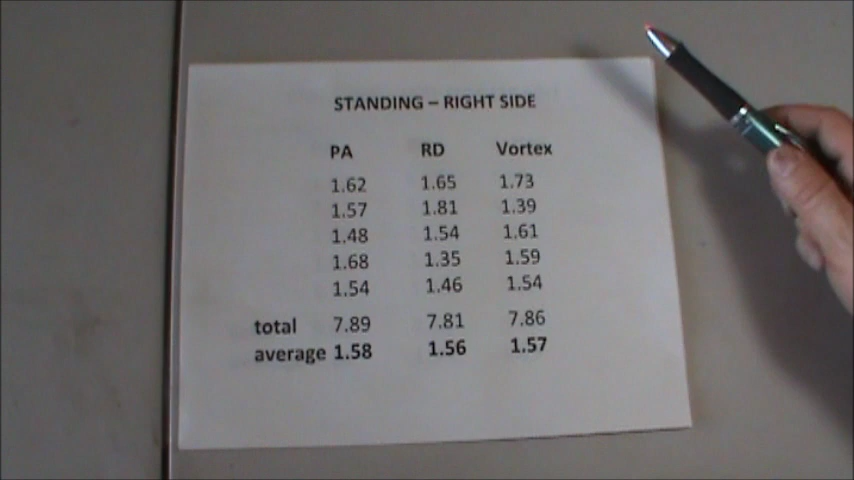 STANDING – RIGHT SIDE
PA RD Vortex
1.62 1.65 1.73
1.57 1.81 1.39
1.48 1.54 1.61
1.68 1.35 1.59
1.54 1.46 1.54
total 7.89 7.81 7.86
average 1.58 1.56 1.57